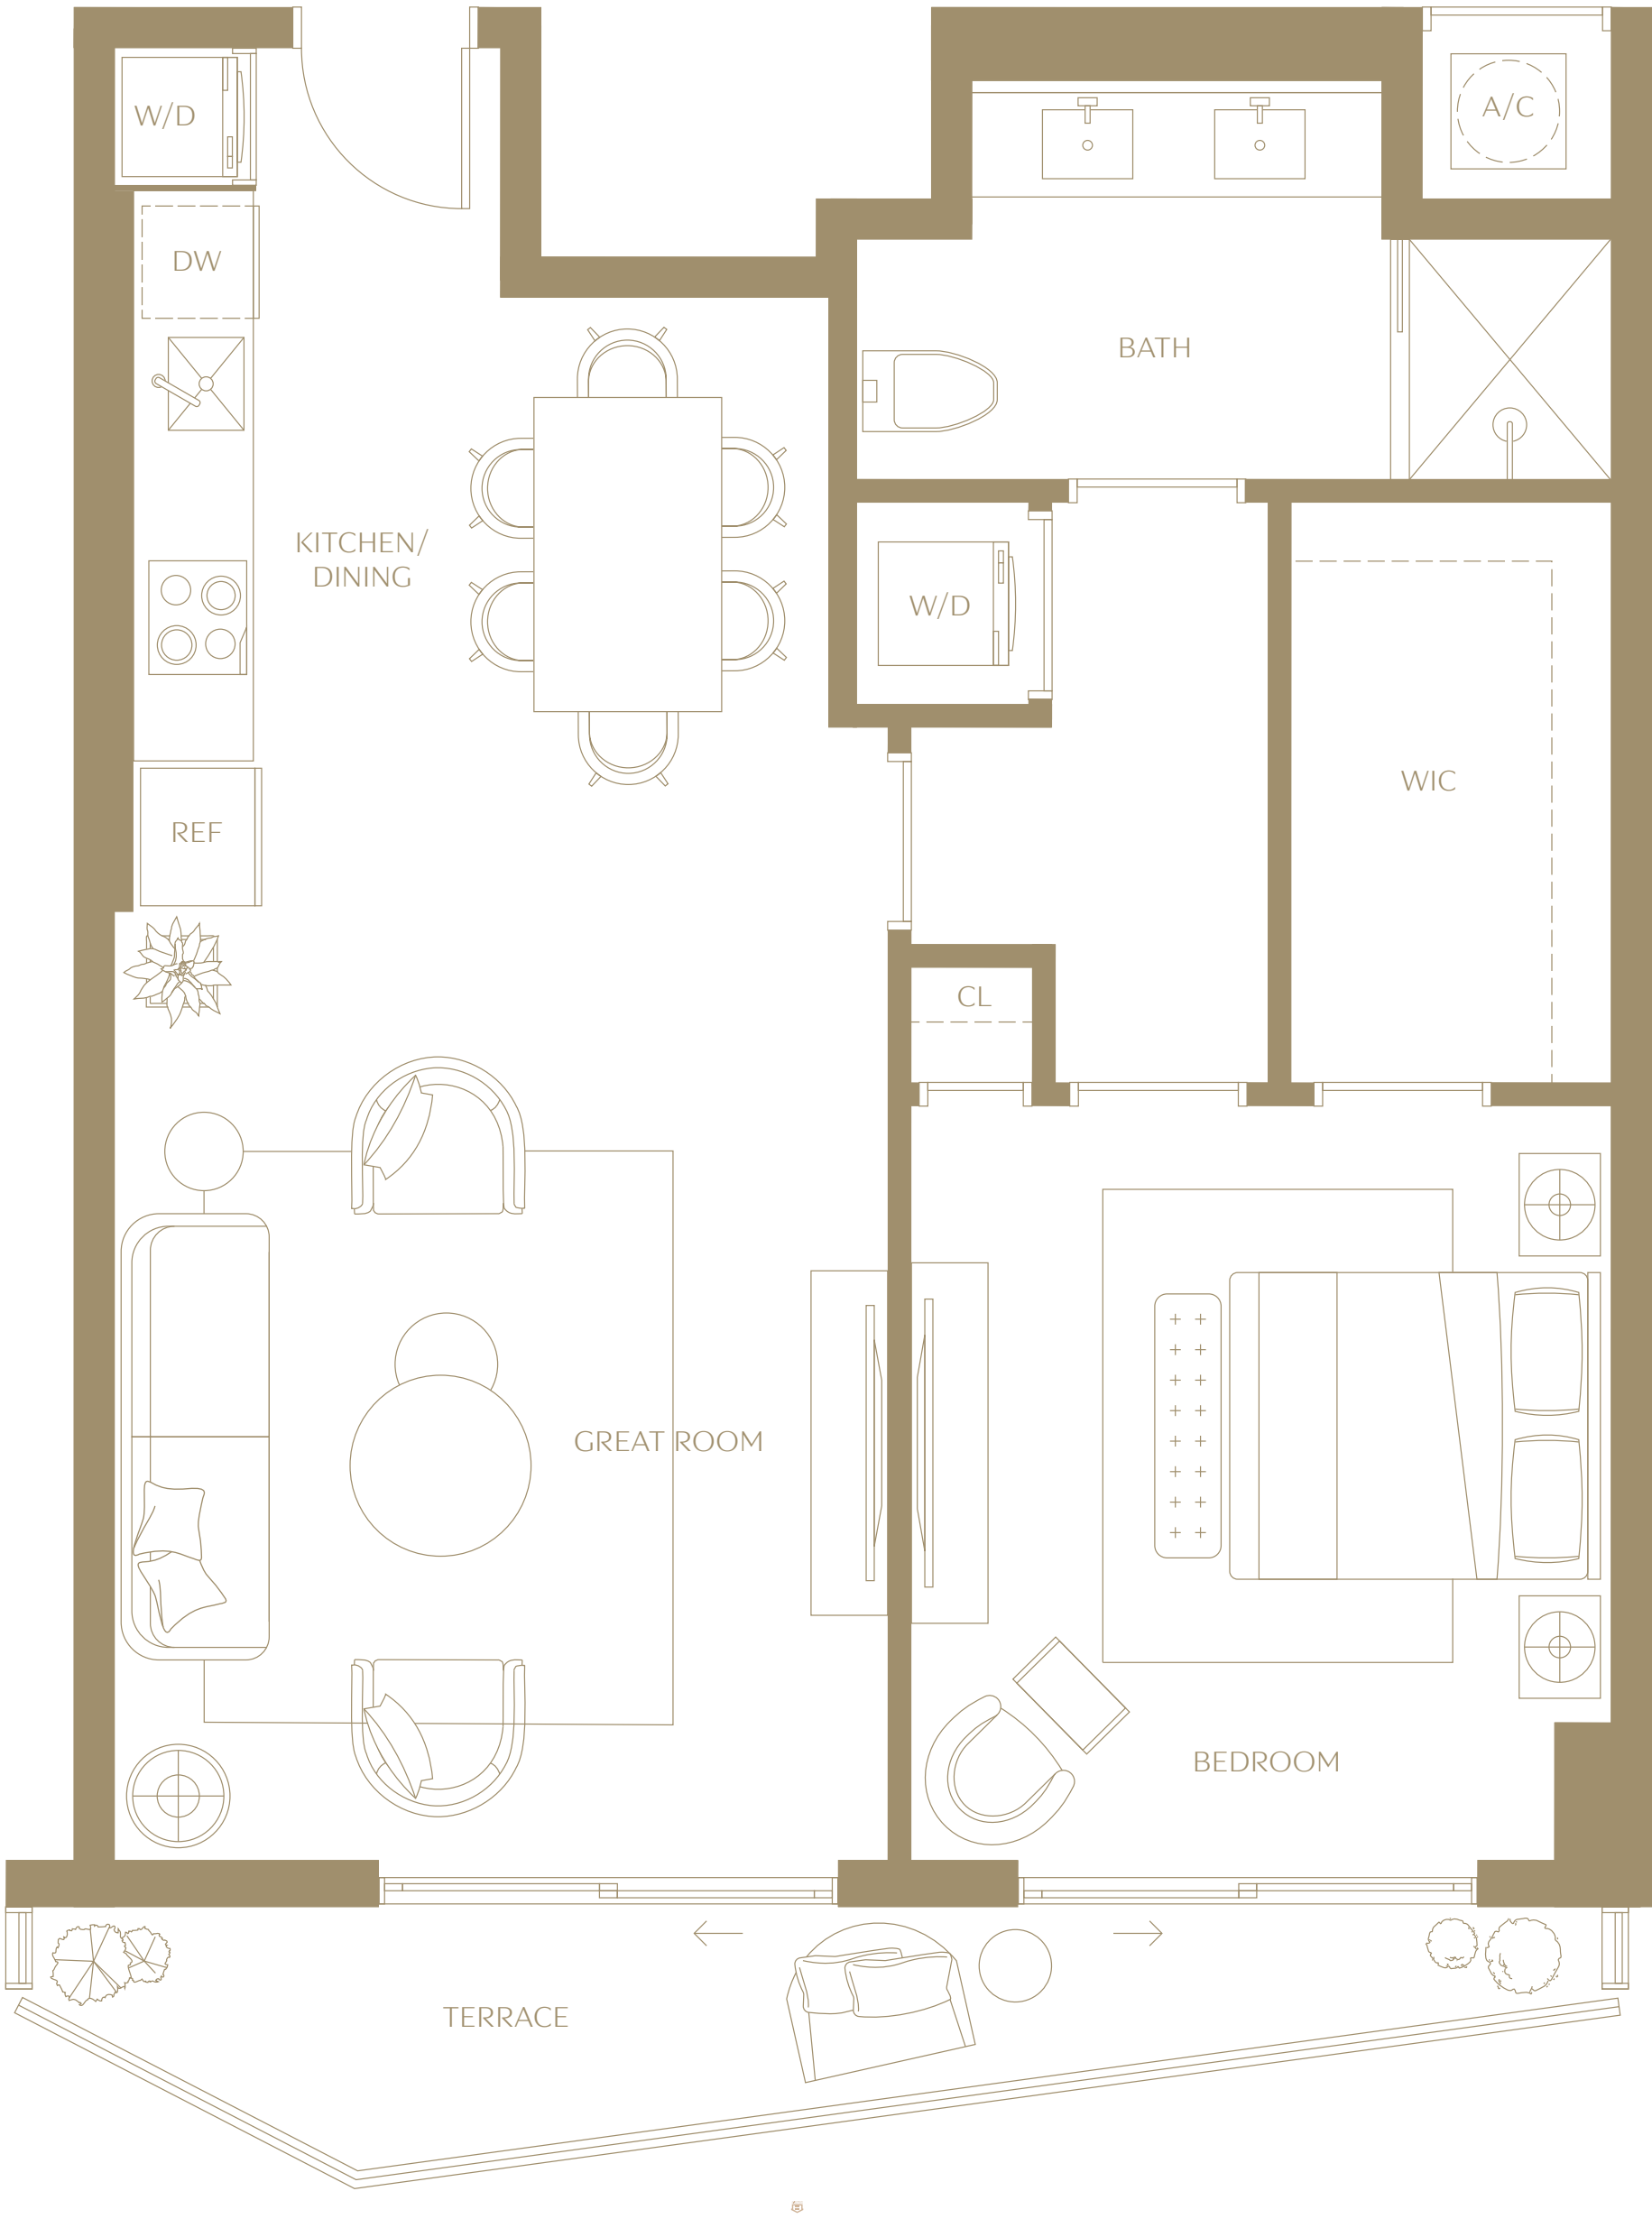 W/D
A/C
DW
BATH
KITCHEN/
DINING
W/D
WIC
REF
CL
GREAT ROOM
BEDROOM
TERRACE